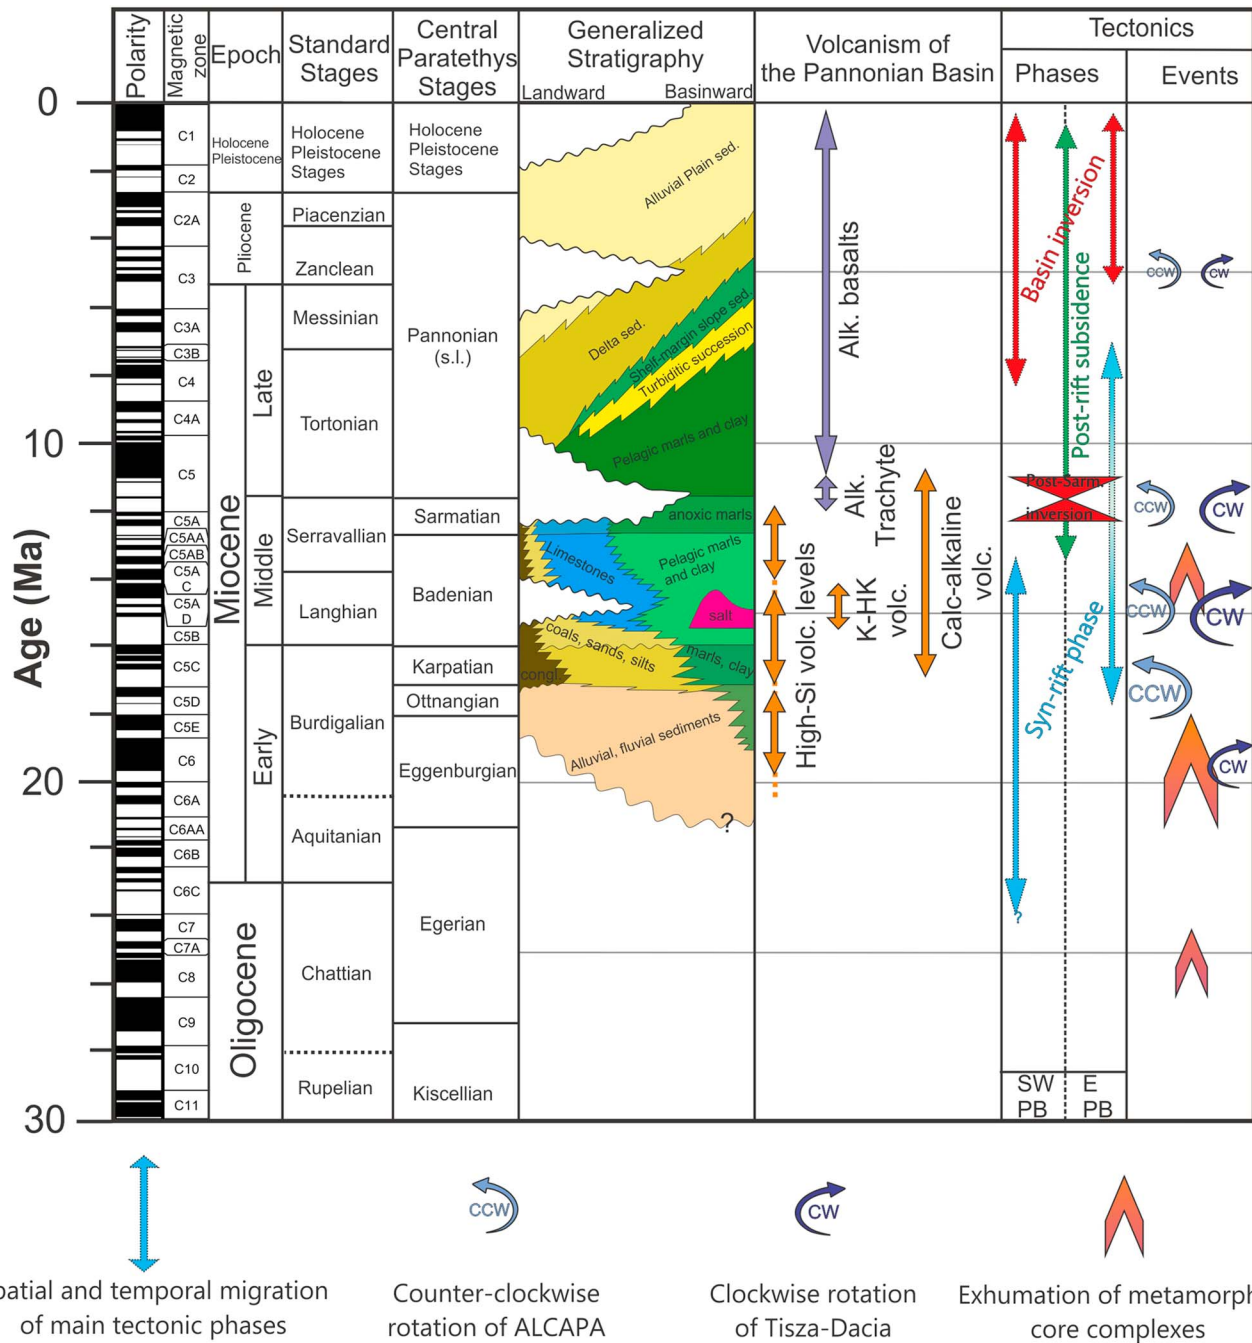 Polarity
Magnetic
zone
Epoch
Standard
Stages
Central
Paratethys
Stages
Generalized
Stratigraphy
Landward
Basinward
Volcanism of
the Pannonian Basin
Tectonics
Phases
Events
Age (Ma)
0
10
20
30
C1
C2
C2A
C3
C3A
C3B
C4
C4A
C5
C5A
C5AA
C5AB
C5A
C
C5A
D
C5B
C5C
C5D
C5E
C6
C6A
C6AA
C6B
C6C
C7
C7A
C8
C9
C10
C11
Holocene
Pleistocene
Pliocene
Miocene
Late
Middle
Early
Oligocene
Holocene
Pleistocene
Stages
Piacenzian
Zanclean
Messinian
Tortonian
Serravallian
Langhian
Burdigalian
Aquitanian
Chattian
Rupelian
Holocene
Pleistocene
Stages
Pannonian
(s.l.)
Sarmatian
Badenian
Karpatian
Ottnangian
Eggenburgian
Egerian
Kiscellian
Alluvial Plain sed.
Delta sed.
Shelf-margin slope sed.
Turbiditic succession
Pelagic marls and clay
anoxic marls
Limestones
Pelagic marls
and clay
salt
coals, sands, silts
marls, clay
congl.
Alluvial, fluvial sediments
?
Alk. basalts
Alk.
Trachyte
High-Si volc. levels
K-HK
volc.
Calc-alkaline
volc.
Basin inversion
Post-rift subsidence
Post-Sarm.
inversion
Syn-rift phase
?
SW
PB
E
PB
CCW
CW
CCW
CW
CCW
CW
CCW
CW
CCW
CW
patial and temporal migration
of main tectonic phases
Counter-clockwise
rotation of ALCAPA
Clockwise rotation
of Tisza-Dacia
Exhumation of metamorph
core complexes